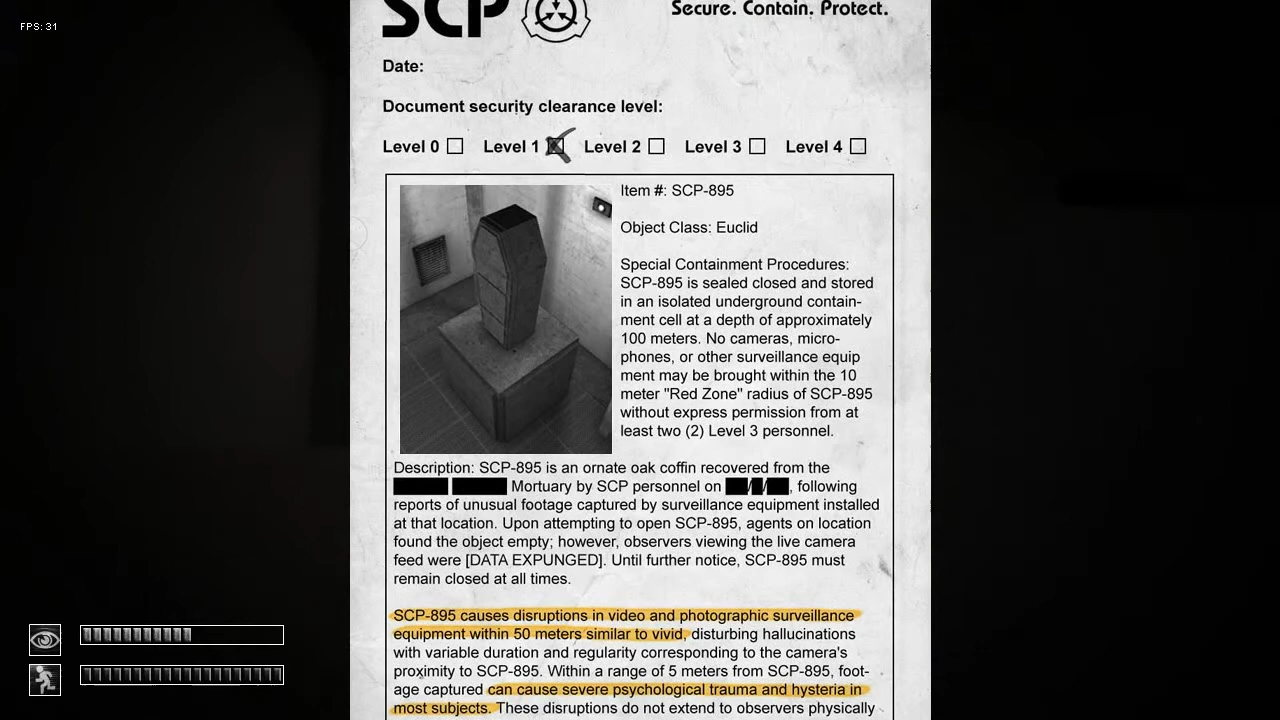 FPS: 31
SCP
Secure. Contain. Protect.
Date:
Document security clearance level:
Level 0 Level 1 Level 2 Level 3 Level 4
Item #: SCP-895
Object Class: Euclid
Special Containment Procedures:
SCP-895 is sealed closed and stored
in an isolated underground contain-
ment cell at a depth of approximately
100 meters. No cameras, micro-
phones, or other surveillance equip
ment may be brought within the 10
meter "Red Zone" radius of SCP-895
without express permission from at
least two (2) Level 3 personnel.
Description: SCP-895 is an ornate oak coffin recovered from the
Mortuary by SCP personnel on / / , following
reports of unusual footage captured by surveillance equipment installed
at that location. Upon attempting to open SCP-895, agents on location
found the object empty; however, observers viewing the live camera
feed were [DATA EXPUNGED]. Until further notice, SCP-895 must
remain closed at all times.
SCP-895 causes disruptions in video and photographic surveillance
equipment within 50 meters similar to vivid, disturbing hallucinations
with variable duration and regularity corresponding to the camera's
proximity to SCP-895. Within a range of 5 meters from SCP-895, foot-
age captured can cause severe psychological trauma and hysteria in
most subjects. These disruptions do not extend to observers physically